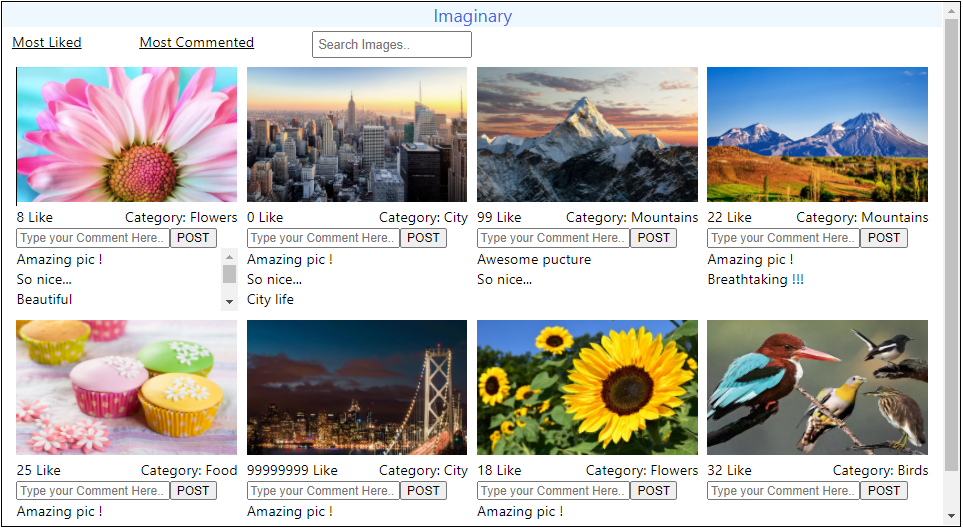 Imaginary
Most Liked Most Commented Search Images..
8 Like Category: Flowers 0 Like Category: City 99 Like Category: Mountains 22 Like Category: Mountains
Type your Comment Here.. POST Type your Comment Here.. POST Type your Comment Here.. POST Type your Comment Here.. POST
Amazing pic ! Amazing pic ! Awesome pucture Amazing pic !
So nice... So nice... So nice... Breathtaking !!!
Beautiful City life
25 Like Category: Food 99999999 Like Category: City 18 Like Category: Flowers 32 Like Category: Birds
Type your Comment Here.. POST Type your Comment Here.. POST Type your Comment Here.. POST Type your Comment Here.. POST
Amazing pic ! Amazing pic ! Amazing pic !